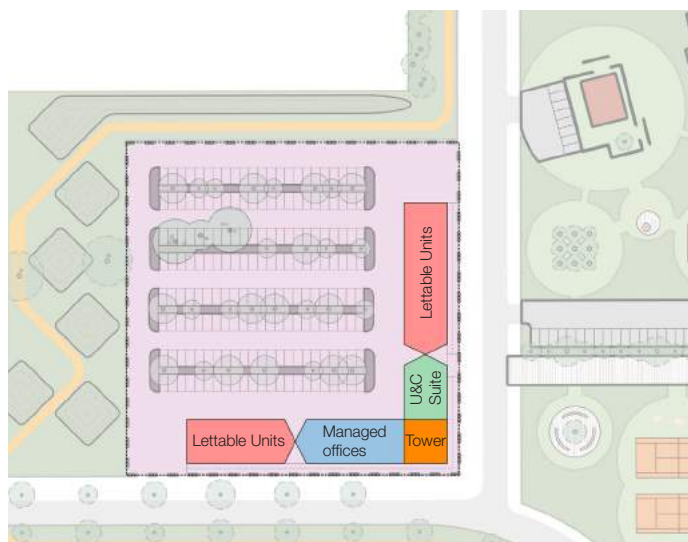 Lettable Units
U&C
Suite
Lettable Units
Managed
offices
Tower